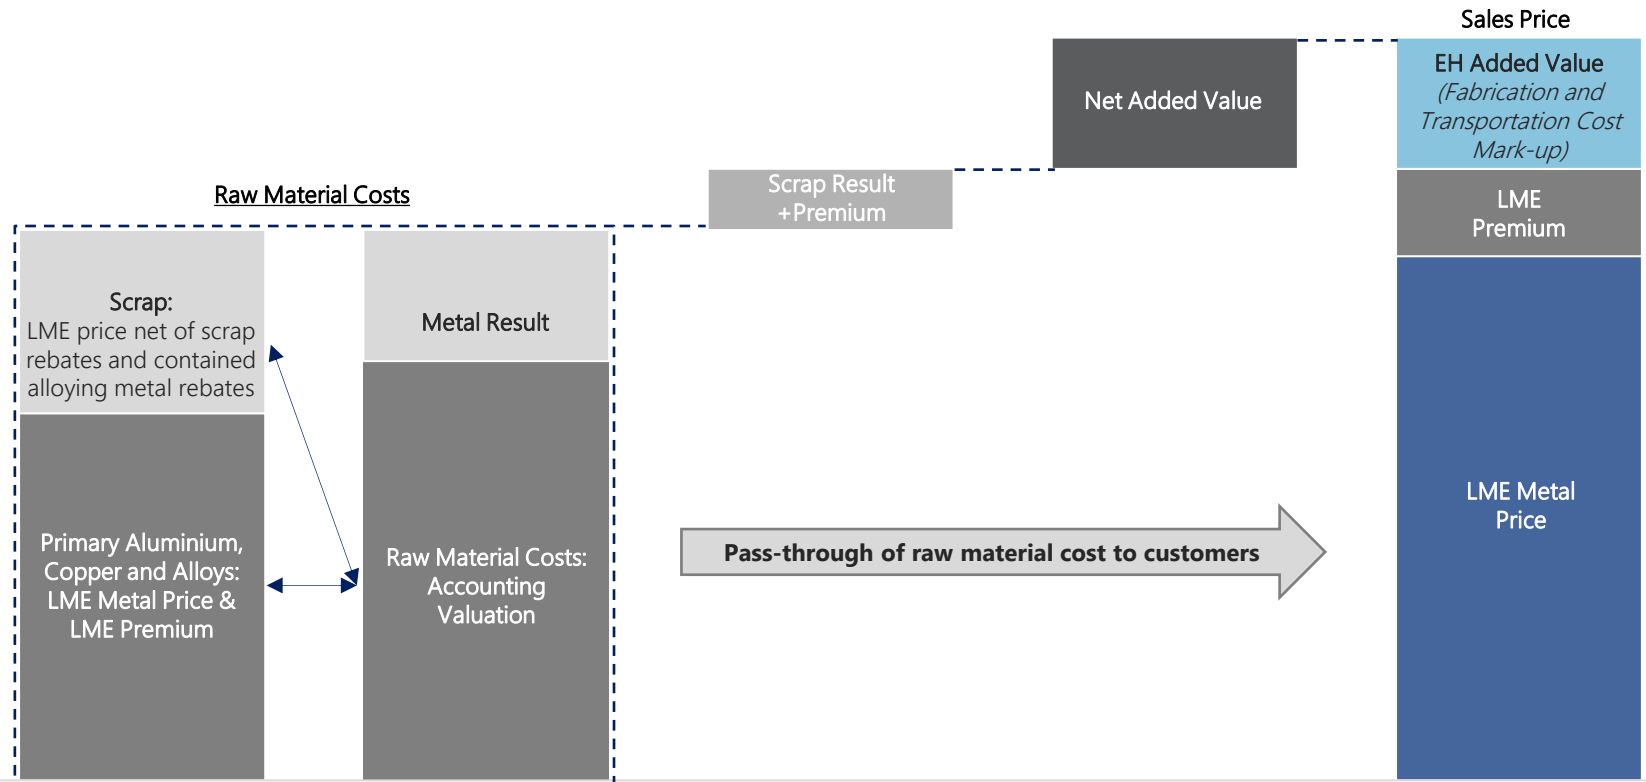 Sales Price
EH Added Value
(Fabrication and
Transportation Cost
Mark-up)
Net Added Value
Scrap Result
+Premium
LME
Premium
Raw Material Costs
Scrap:
LME price net of scrap
rebates and contained
alloying metal rebates
Metal Result
Primary Aluminium,
Copper and Alloys:
LME Metal Price &
LME Premium
Raw Material Costs:
Accounting
Valuation
Pass-through of raw material cost to customers
LME Metal
Price